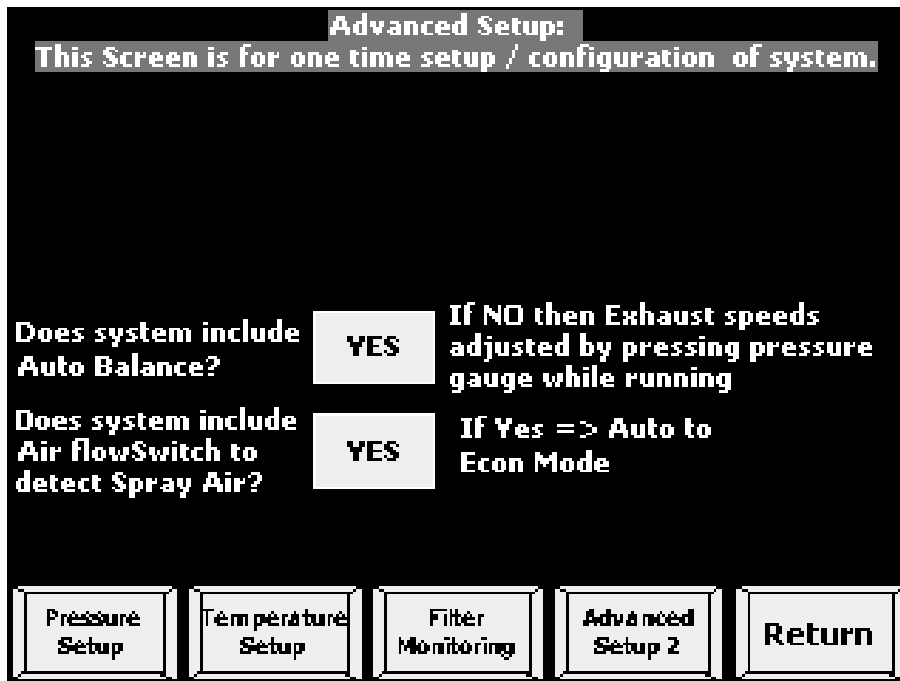 Advanced Setup:
This Screen is for one time setup / configuration of system.
Does system include
Auto Balance?
YES
If NO then Exhaust speeds
adjusted by pressing pressure
gauge while running
Does system include
Air flowSwitch to
detect Spray Air?
YES
If Yes => Auto to
Econ Mode
Pressure
Setup
Temperature
Setup
Filter
Monitoring
Advanced
Setup 2
Return